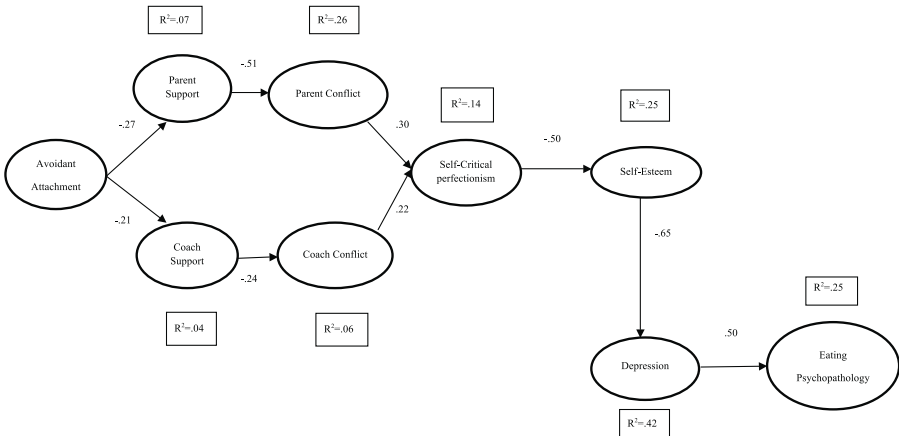 R²=.07
R²=.26
-.51
Parent
Support
Parent Conflict
R²=.14
R²=.25
-.27
.30
-.50
Avoidant
Attachment
Self-Critical
perfectionism
Self-Esteem
-.21
.22
-.65
Coach
Support
Coach Conflict
-.24
R²=.25
R²=.04
R²=.06
.50
Depression
Eating
Psychopathology
R²=.42